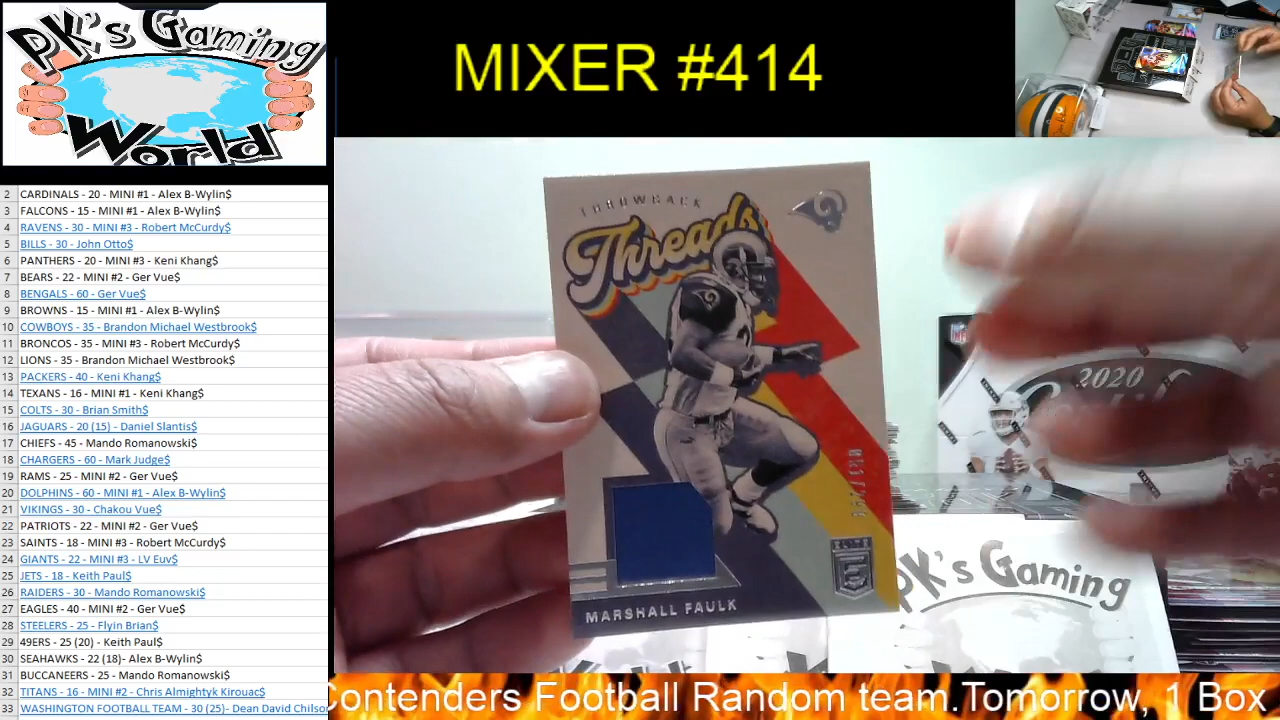 PK's Gaming
World
MIXER #414
2 CARDINALS - 20 - MINI #1 - Alex B-Wylin$
3 FALCONS - 15 - MINI #1 - Alex B-Wylin$
4 RAVENS - 30 - MINI #3 - Robert McCurdy$
5 BILLS - 30 - John Otto$
6 PANTHERS - 20 - MINI #3 - Keni Khang$
7 BEARS - 22 - MINI #2 - Ger Vue$
8 BENGALS - 60 - Ger Vue$
9 BROWNS - 15 - MINI #1 - Alex B-Wylin$
10 COWBOYS - 35 - Brandon Michael Westbrook$
11 BRONCOS - 35 - MINI #3 - Robert McCurdy$
12 LIONS - 35 - Brandon Michael Westbrook$
13 PACKERS - 40 - Keni Khang$
14 TEXANS - 16 - MINI #1 - Keni Khang$
15 COLTS - 30 - Brian Smith$
16 JAGUARS - 20 (15) - Daniel Slantis$
17 CHIEFS - 45 - Mando Romanowski$
18 CHARGERS - 60 - Mark Judge$
19 RAMS - 25 - MINI #2 - Ger Vue$
20 DOLPHINS - 60 - MINI #1 - Alex B-Wylin$
21 VIKINGS - 30 - Chakou Vue$
22 PATRIOTS - 22 - MINI #2 - Ger Vue$
23 SAINTS - 18 - MINI #3 - Robert McCurdy$
24 GIANTS - 22 - MINI #3 - LV Euv$
25 JETS - 18 - Keith Paul$
26 RAIDERS - 30 - Mando Romanowski$
27 EAGLES - 40 - MINI #2 - Ger Vue$
28 STEELERS - 25 - Flyin Brian$
29 49ERS - 25 (20) - Keith Paul$
30 SEAHAWKS - 22 (18)- Alex B-Wylin$
31 BUCCANEERS - 25 - Mando Romanowski$
32 TITANS - 16 - MINI #2 - Chris Almightyk Kirouac$
33 WASHINGTON FOOTBALL TEAM - 30 (25)- Dean David Chilson
THROWBACK
Threads
ELITE
MARSHALL FAULK
NFL
2020
PK's Gaming
Contenders Football Random team.Tomorrow, 1 Box